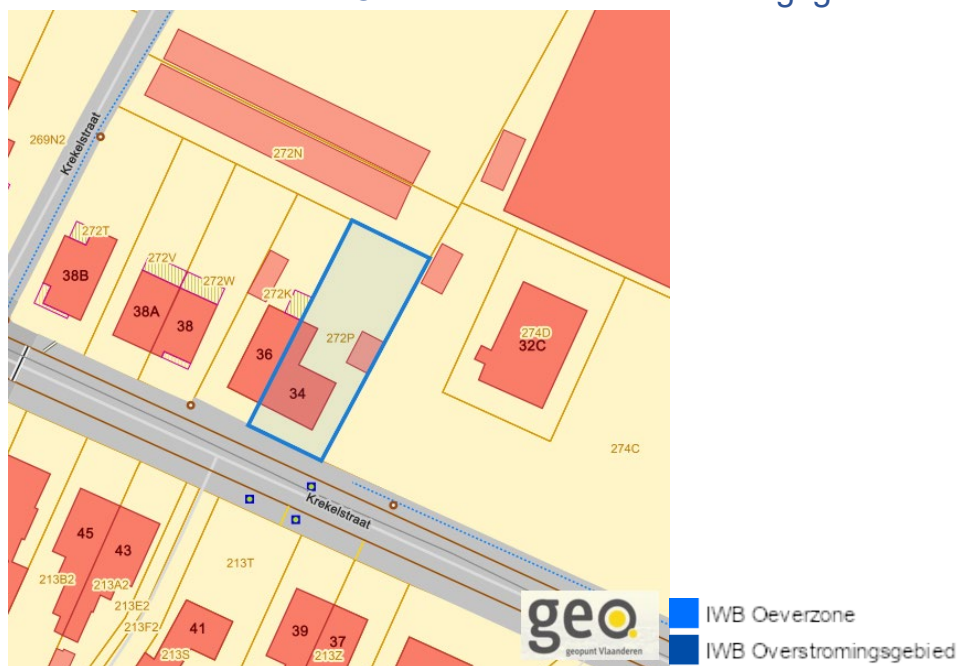 Krekelstraat
269N2
272N
272T
38B
272V
272W
38A
38
272K
36
34
272P
274D
32C
274C
Krekelstraat
45
43
213B2
213A2
213E2
213F2
213T
41
213S
39
37
213Z
geo.
geopunt Vlaanderen
IWB Oeverzone
IWB Overstromingsgebied